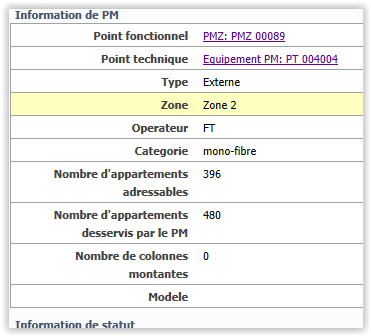 Information de PM
Point fonctionnel PMZ: PMZ 00089
Point technique Equipement PM: PT 004004
Type Externe
Zone Zone 2
Operateur FT
Categorie mono-fibre
Nombre d'appartements
adressables 396
Nombre d'appartements
desservis par le PM 480
Nombre de colonnes
montantes 0
Modele
Information de statut